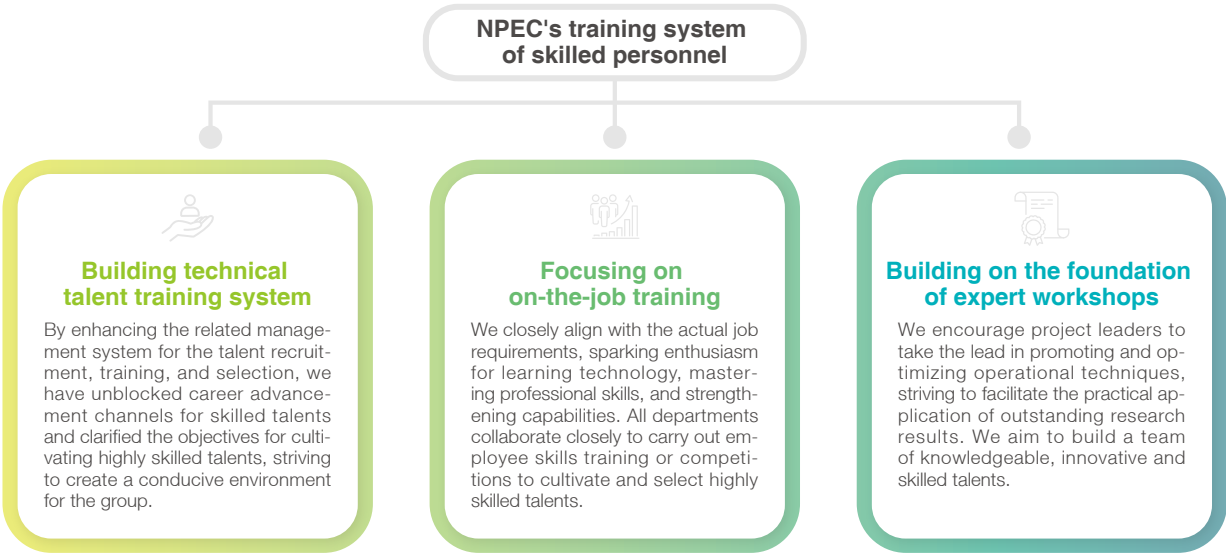 NPEC's training system
of skilled personnel
Building technical
talent training system
By enhancing the related manage-
ment system for the talent recruit-
ment, training, and selection, we
have unblocked career advance-
ment channels for skilled talents
and clarified the objectives for culti-
vating highly skilled talents, striving
to create a conducive environment
for the group.
Focusing on
on-the-job training
We closely align with the actual job
requirements, sparking enthusiasm
for learning technology, master-
ing professional skills, and strength-
ening capabilities. All departments
collaborate closely to carry out em-
ployee skills training or competi-
tions to cultivate and select highly
skilled talents.
Building on the foundation
of expert workshops
We encourage project leaders to
take the lead in promoting and op-
timizing operational techniques,
striving to facilitate the practical ap-
plication of outstanding research
results. We aim to build a team
of knowledgeable, innovative and
skilled talents.